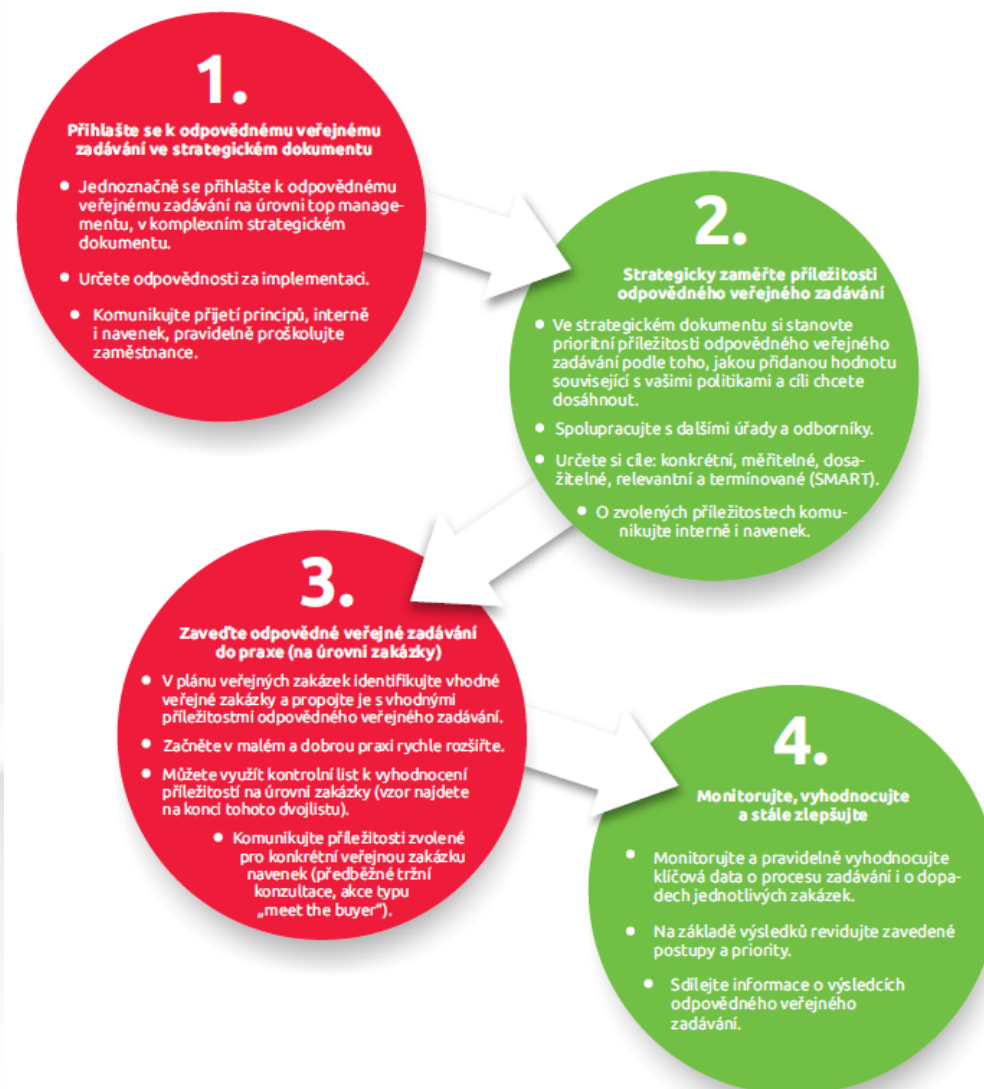 1.
Přihlašte se k odpovědnému veřejnému
zadávání ve strategickém dokumentu
• Jednoznačně se přihlašte k odpovědnému
veřejnému zadávání na úrovni top manage-
mentu, v komplexním strategickém
dokumentu.
• Určete odpovědnosti za implementaci.
• Komunikujte přijetí principů, interně
i navenek, pravidelně proškolujte
zaměstnance.
2.
Strategicky zaměřte příležitosti
odpovědného veřejného zadávání
• Ve strategickém dokumentu si stanovte
prioritní příležitosti odpovědného veřejného
zadávání podle toho, jakou přidanou hodnotu
související s vašimi politikami a cíli chcete
dosáhnout.
• Spolupracujte s dalšími úřady a odborníky.
• Určete si cíle: konkrétní, měřitelné, dosa-
žitelné, relevantní a termínované (SMART).
• O zvolených příležitostech komu-
nikujte interně i navenek.
3.
Zaveďte odpovědné veřejné zadávání
do praxe (na úrovni zakázky)
• V plánu veřejných zakázek identifikujte vhodné
veřejné zakázky a propojte je s vhodnými
příležitostmi odpovědného veřejného zadávání.
• Začněte v malém a dobrou praxi rychle rozšiřte.
• Můžete využít kontrolní list k vyhodnocení
příležitostí na úrovni zakázky (vzor najdete
na konci tohoto dvojlistu).
• Komunikujte příležitosti zvolené
pro konkrétní veřejnou zakázku
navenek (předběžné tržní
konzultace, akce typu
„meet the buyer“).
4.
Monitorujte, vyhodnocujte
a stále zlepšujte
• Monitorujte a pravidelně vyhodnocujte
klíčová data o procesu zadávání i o dopa-
dech jednotlivých zakázek.
• Na základě výsledků revidujte zavedené
postupy a priority.
• Sdílejte informace o výsledcích
odpovědného veřejného
zadávání.